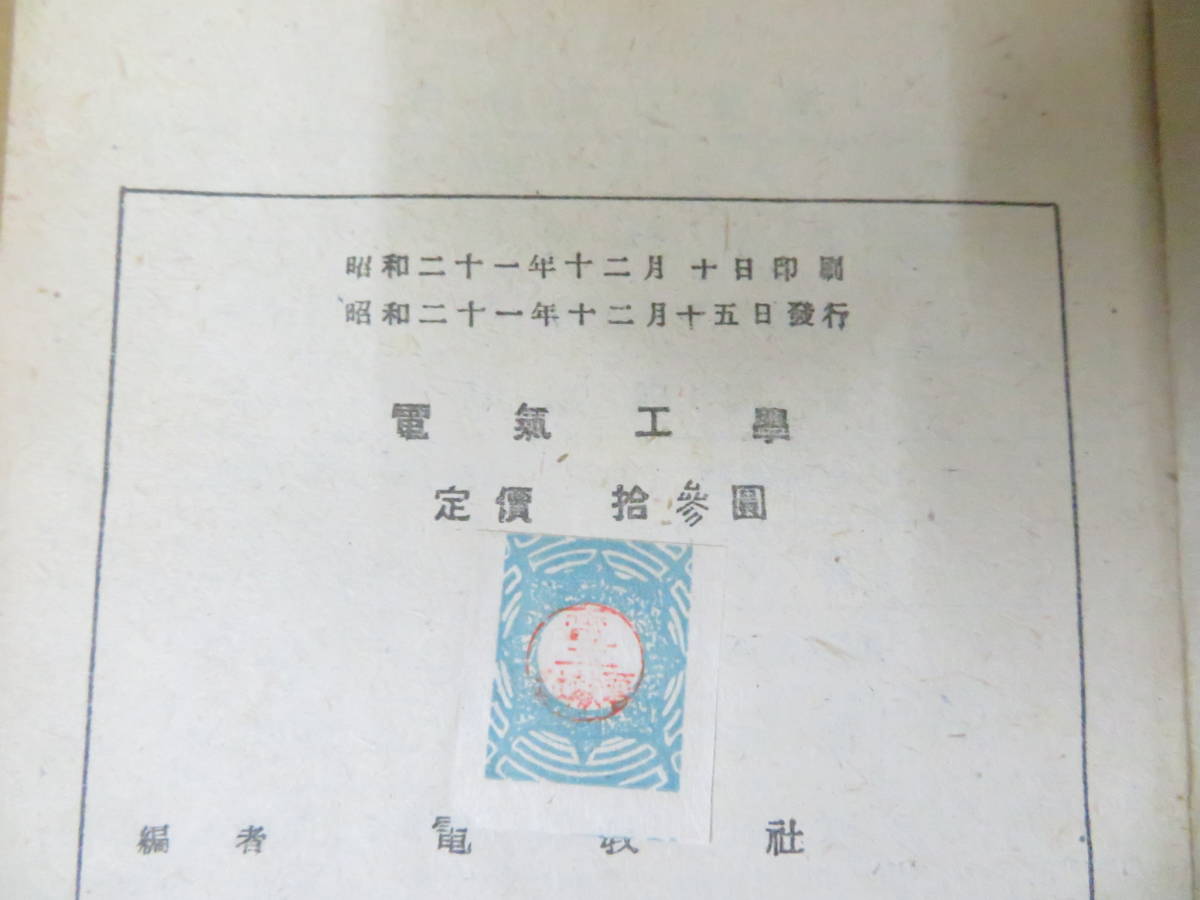 昭和二十一年十二月 十日印刷
昭和二十一年十二月十五日發行
電氣工學
定價 拾參圓
編者 電 社